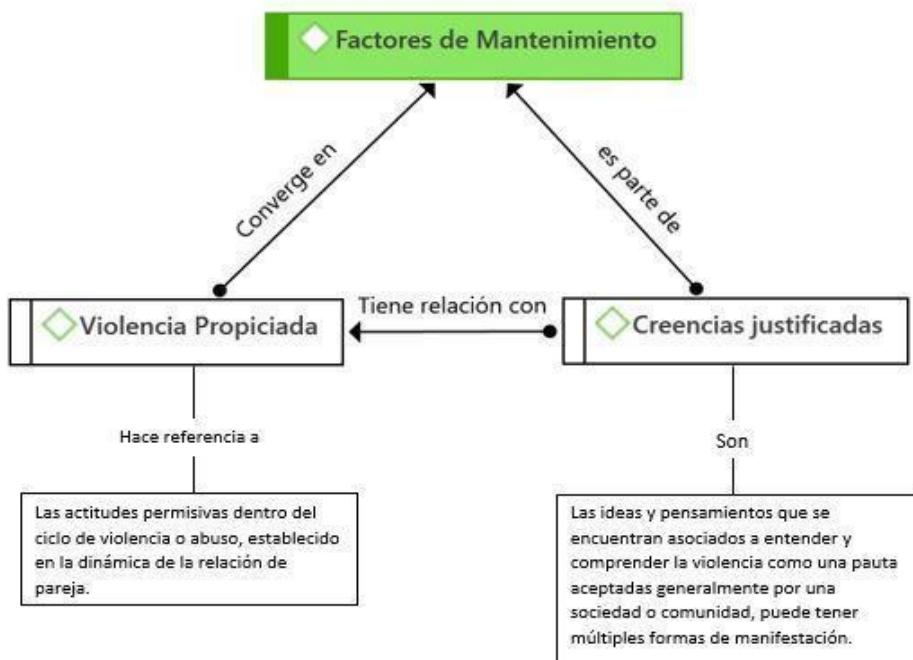 Factores de Mantenimiento
Converge en
es parte de
Violencia Propiciada
Tiene relación con
Creencias justificadas
Hace referencia a
Son
Las actitudes permisivas dentro del
ciclo de violencia o abuso, establecido
en la dinámica de la relación de
pareja.
Las ideas y pensamientos que se
encuentran asociados a entender y
comprender la violencia como una pauta
aceptadas generalmente por una
sociedad o comunidad, puede tener
múltiples formas de manifestación.